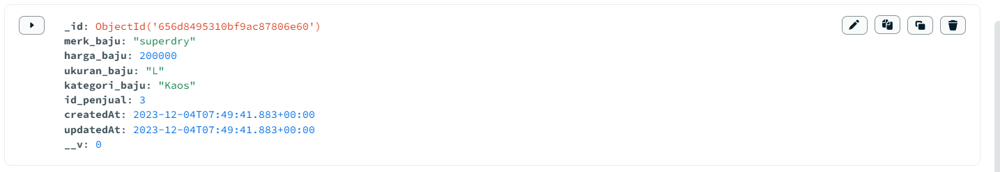 _id: ObjectId('656d8495310bf9ac87806e60')
merk_baju: "superdry"
harga_baju: 200000
ukuran_baju: "L"
kategori_baju: "Kaos"
id_penjual: 3
createdAt: 2023-12-04T07:49:41.883+00:00
updatedAt: 2023-12-04T07:49:41.883+00:00
__v: 0